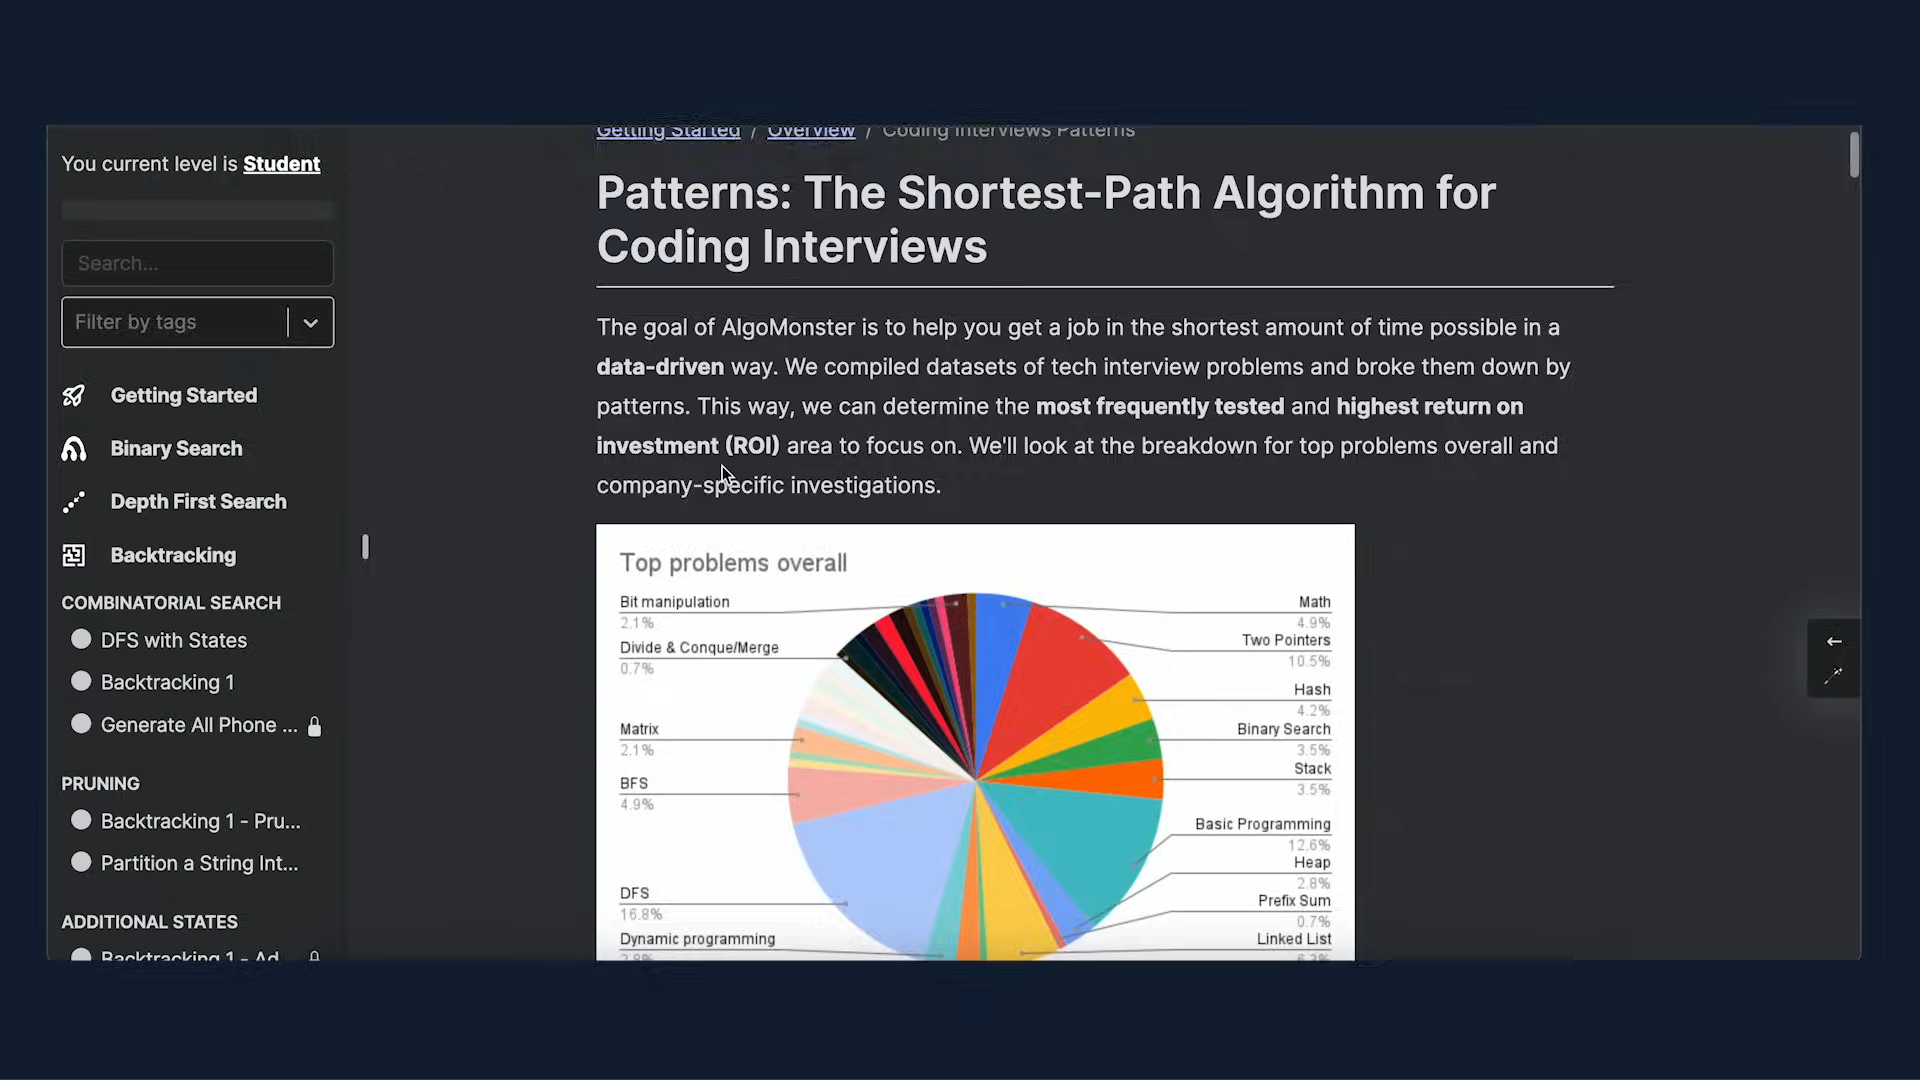 Getting Started / Overview / Coding Interviews Patterns
You current level is Student
Search...
Filter by tags
Getting Started
Binary Search
Depth First Search
Backtracking
COMBINATORIAL SEARCH
DFS with States
Backtracking 1
Generate All Phone ...
PRUNING
Backtracking 1 - Pru...
Partition a String Int...
ADDITIONAL STATES
Backtracking 1 - Ad
Patterns: The Shortest-Path Algorithm for
Coding Interviews
The goal of AlgoMonster is to help you get a job in the shortest amount of time possible in a
data-driven way. We compiled datasets of tech interview problems and broke them down by
patterns. This way, we can determine the most frequently tested and highest return on
investment (ROI) area to focus on. We'll look at the breakdown for top problems overall and
company-specific investigations.
Top problems overall
Bit manipulation
2.1%
Divide & Conque/Merge
0.7%
Matrix
2.1%
BFS
4.9%
DFS
16.8%
Dynamic programming
2.8%
Math
4.9%
Two Pointers
10.5%
Hash
4.2%
Binary Search
3.5%
Stack
3.5%
Basic Programming
12.6%
Heap
2.8%
Prefix Sum
0.7%
Linked List
6.3%